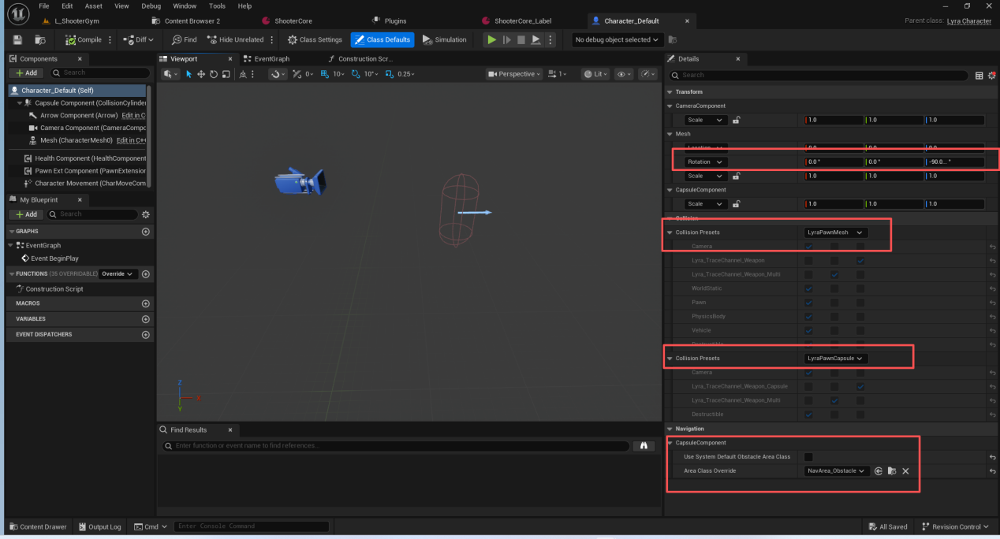 File Edit Asset View Debug Window Tools Help
L_ShooterGym Content Browser 2 ShooterCore Plugins ShooterCore_Label Character_Default Parent class: Lyra Character
Compile Diff Find Hide Unrelated Class Settings Class Defaults Simulation No debug object selected
Components
Add Search
Character_Default (Self)
Capsule Component (CollisionCylinder
Arrow Component (Arrow) Edit in C
Camera Component (CameraCompo
Mesh (CharacterMesh0) Edit in C++
Health Component (HealthComponent
Pawn Ext Component (PawnExtension
Character Movement (CharMoveCom
My Blueprint
Add Search
GRAPHS
EventGraph
Event BeginPlay
FUNCTIONS (35 OVERRIDABLE) Override
Construction Script
MACROS
VARIABLES
EVENT DISPATCHERS
Viewport EventGraph Construction Scr...
0 10 10° 0.25 Perspective 1 Lit
Z
X
Y
Find Results
Enter function or event name to find references...
Details
Search
Transform
CameraComponent
Scale 1.0 1.0 1.0
Mesh
Location 0.0 0.0 0.0
Rotation 0.0 ° 0.0 ° -90.0... °
Scale 1.0 1.0 1.0
CapsuleComponent
Scale 1.0 1.0 1.0
Collision
Collision Presets LyraPawnMesh
Camera
Lyra_TraceChannel_Weapon
Lyra_TraceChannel_Weapon_Multi
WorldStatic
Pawn
PhysicsBody
Vehicle
Destructible
Collision Presets LyraPawnCapsule
Camera
Lyra_TraceChannel_Weapon_Capsule
Lyra_TraceChannel_Weapon_Multi
Destructible
Navigation
CapsuleComponent
Use System Default Obstacle Area Class
Area Class Override NavArea_Obstacle
Content Drawer Output Log Cmd Enter Console Command All Saved Revision Control